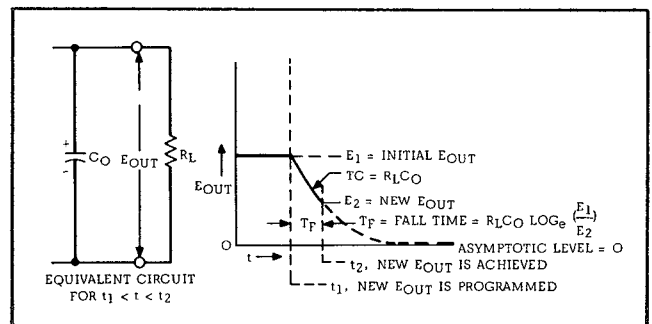 +
-
CO
EOUT
RL
EQUIVALENT CIRCUIT
FOR t1 < t < t2
EOUT
E1 = INITIAL EOUT
TC = RLCO
E2 = NEW EOUT
TF
TF = FALL TIME = RLCO LOGe (E1/E2)
O
ASYMPTOTIC LEVEL = O
t
t2, NEW EOUT IS ACHIEVED
t1, NEW EOUT IS PROGRAMMED